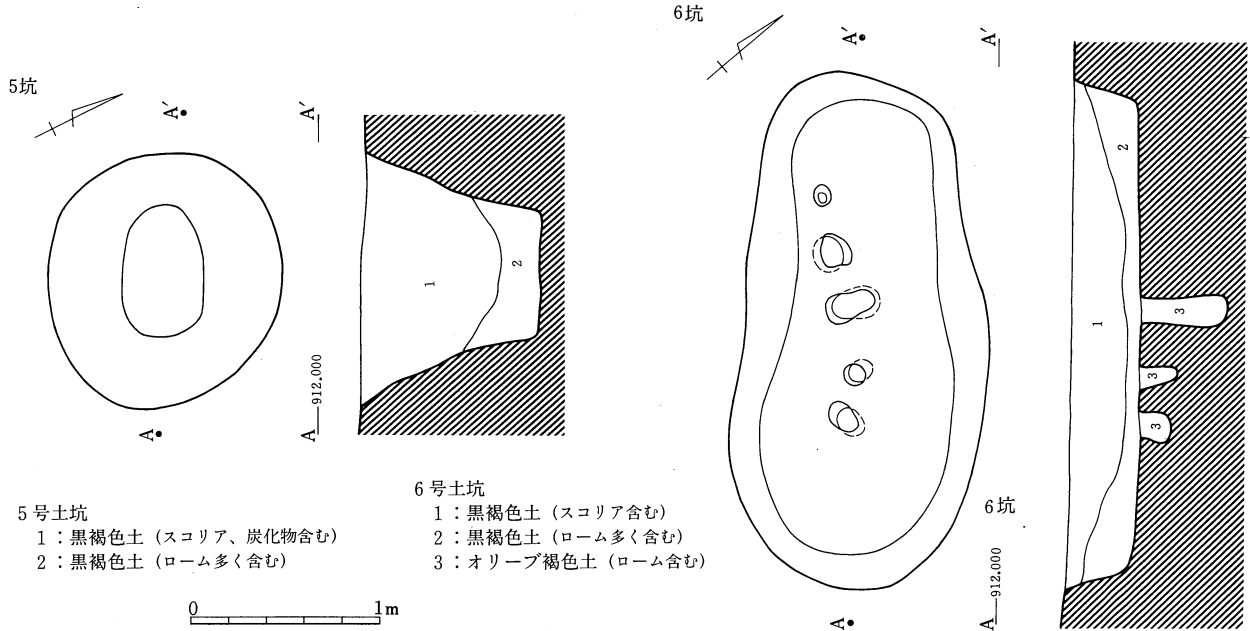 5坑
A′
A′
1
2
A
A
912.000
6坑
A′
A′
2
1
3
3
3
6坑
A
A
912.000
5号土坑
1：黒褐色土（スコリア、炭化物含む）
2：黒褐色土（ローム多く含む）
6号土坑
1：黒褐色土（スコリア含む）
2：黒褐色土（ローム多く含む）
3：オリーブ褐色土（ローム含む）
0 1m